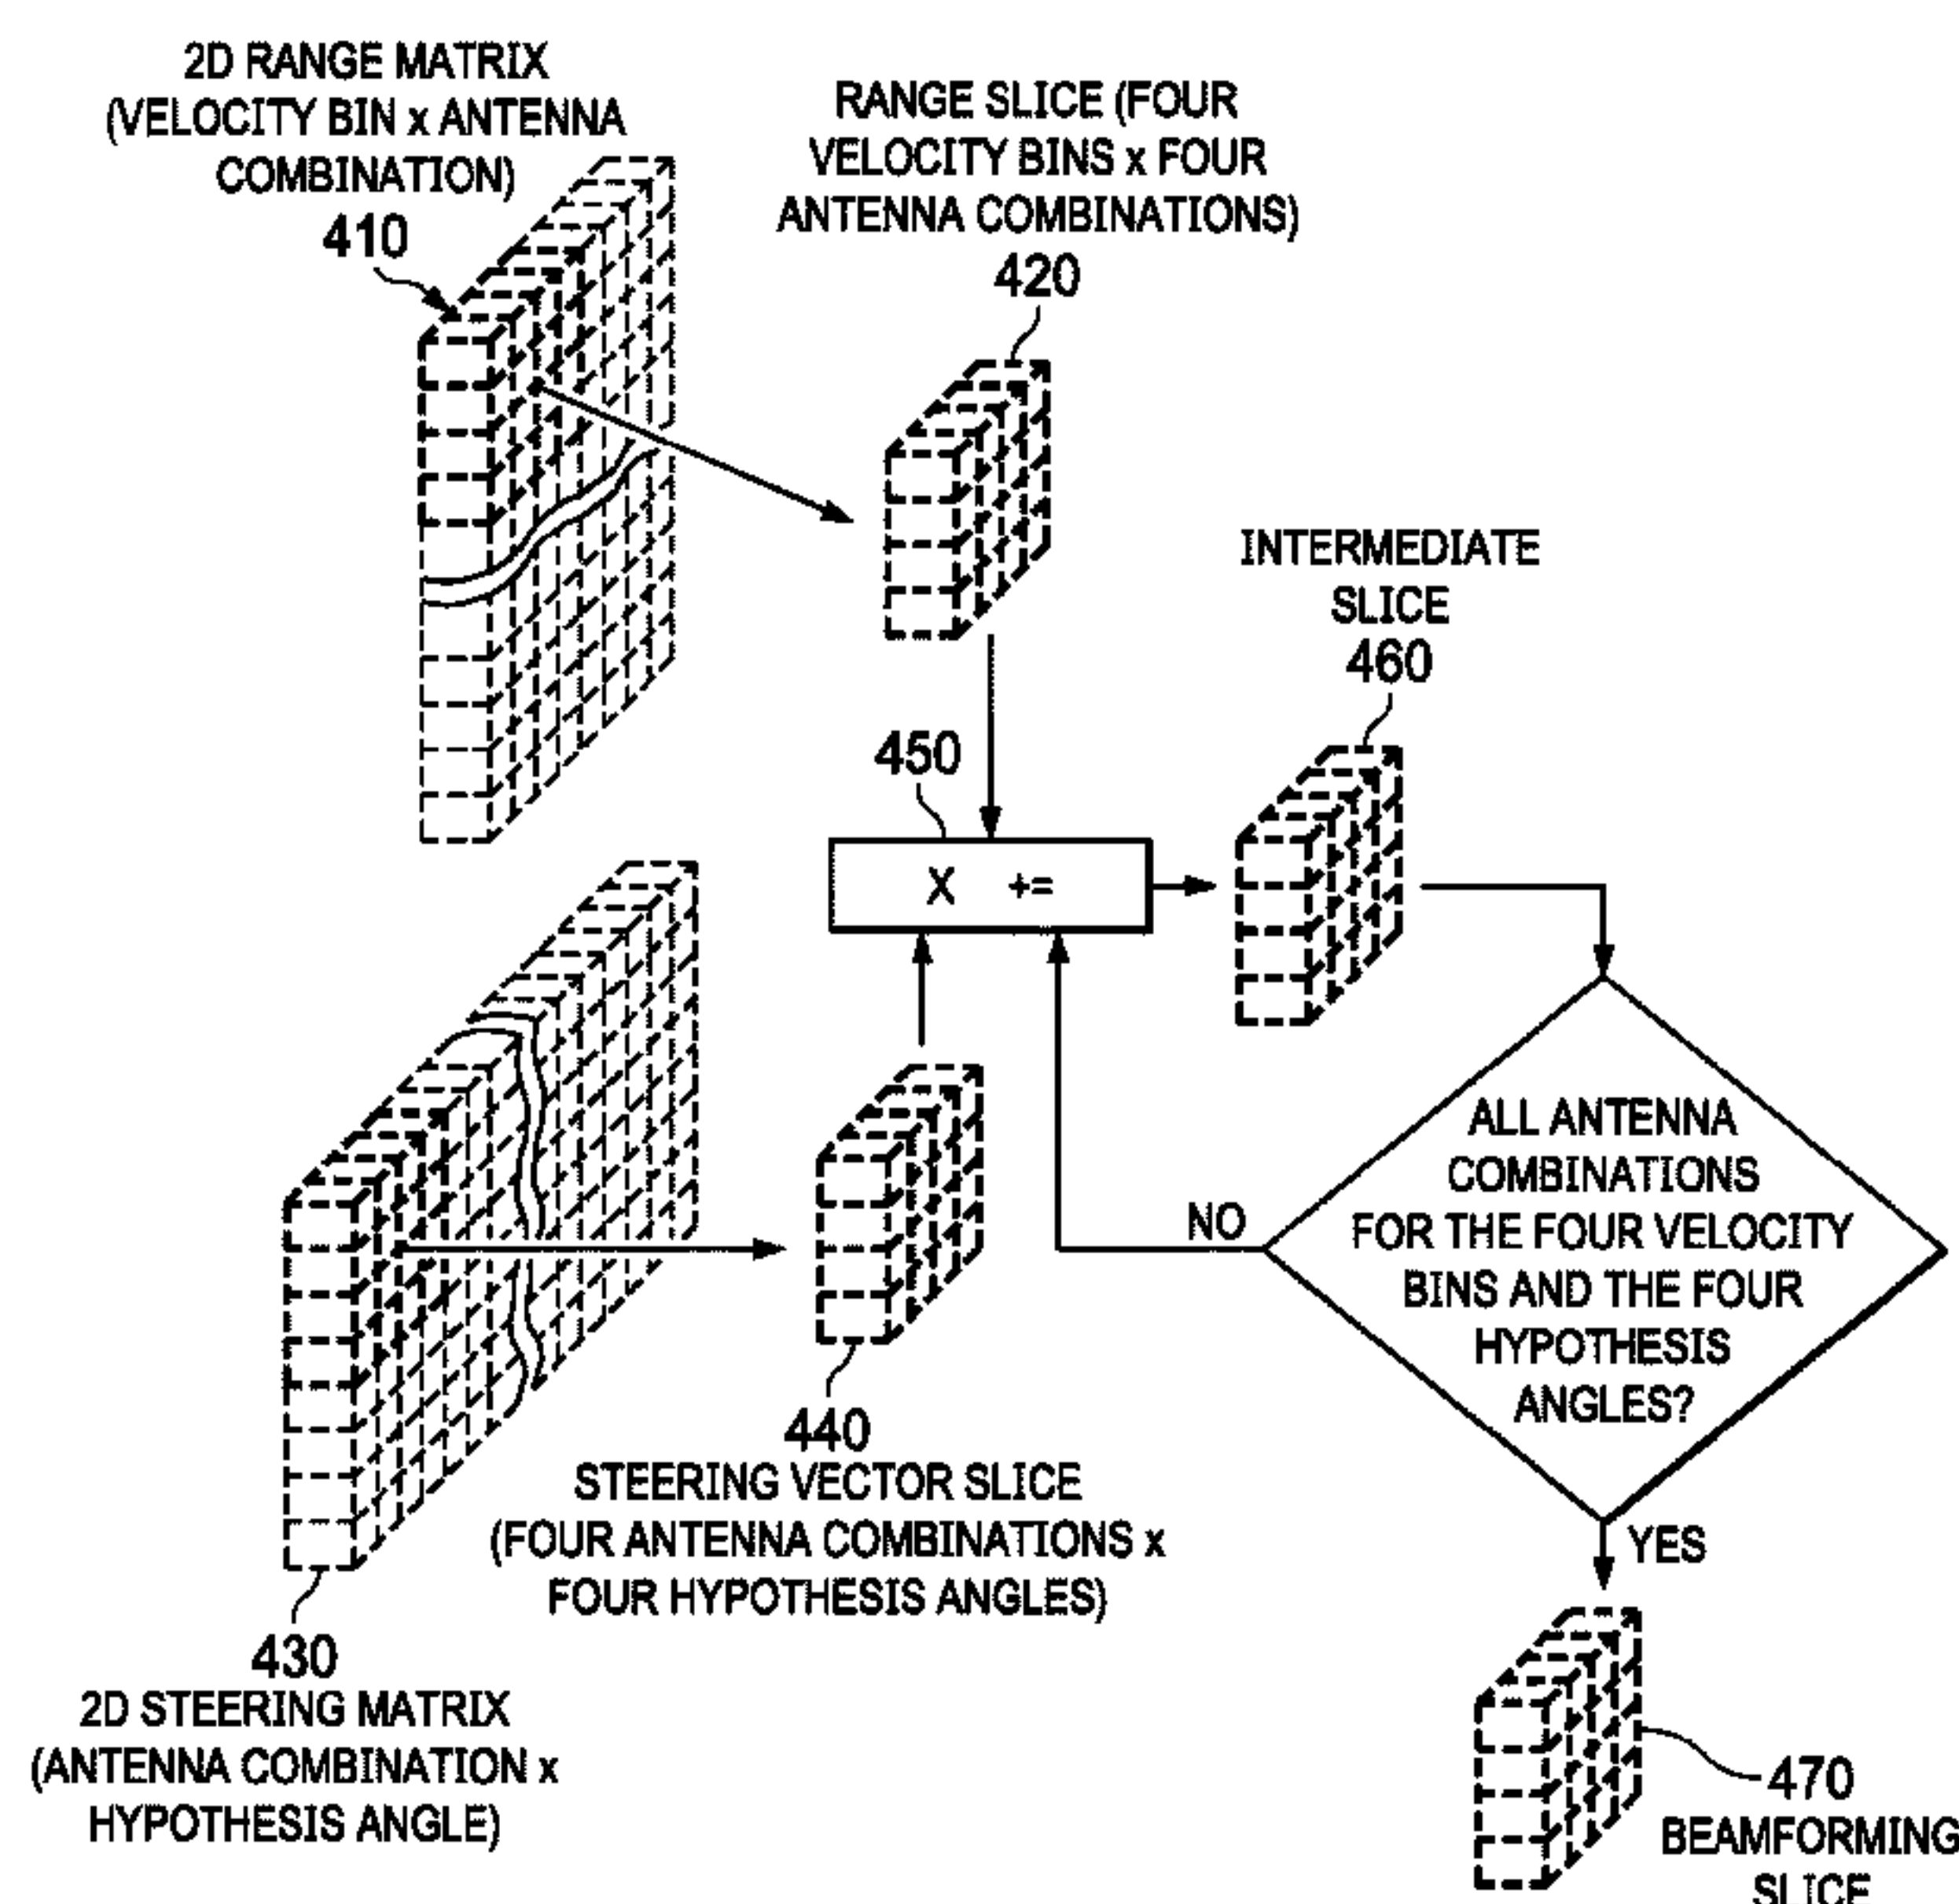 2D RANGE MATRIX
(VELOCITY BIN x ANTENNA
COMBINATION)
410
RANGE SLICE (FOUR
VELOCITY BINS x FOUR
ANTENNA COMBINATIONS)
420
INTERMEDIATE
SLICE
460
450
X +=
ALL ANTENNA
COMBINATIONS
FOR THE FOUR VELOCITY
BINS AND THE FOUR
HYPOTHESIS
ANGLES?
NO
YES
440
STEERING VECTOR SLICE
(FOUR ANTENNA COMBINATIONS x
FOUR HYPOTHESIS ANGLES)
430
2D STEERING MATRIX
(ANTENNA COMBINATION x
HYPOTHESIS ANGLE)
470
BEAMFORMING
SLICE